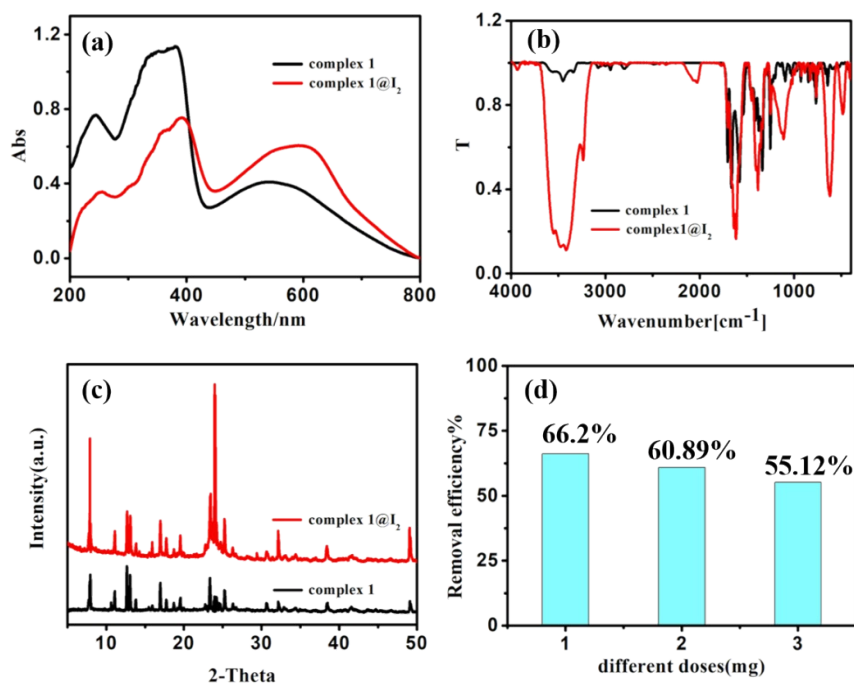 (a)
complex 1
complex 1@I₂
Abs
1.2
0.8
0.4
0.0
200 400 600 800
Wavelength/nm
(b)
complex 1
complex1@I₂
T
1.2
0.8
0.4
0.0
4000 3000 2000 1000
Wavenumber[cm⁻¹]
(c)
complex 1@I₂
complex 1
Intensity(a.u.)
10 20 30 40 50
2-Theta
(d)
66.2%
60.89%
55.12%
Removal efficiency%
100
75
50
25
0
1 2 3
different doses(mg)